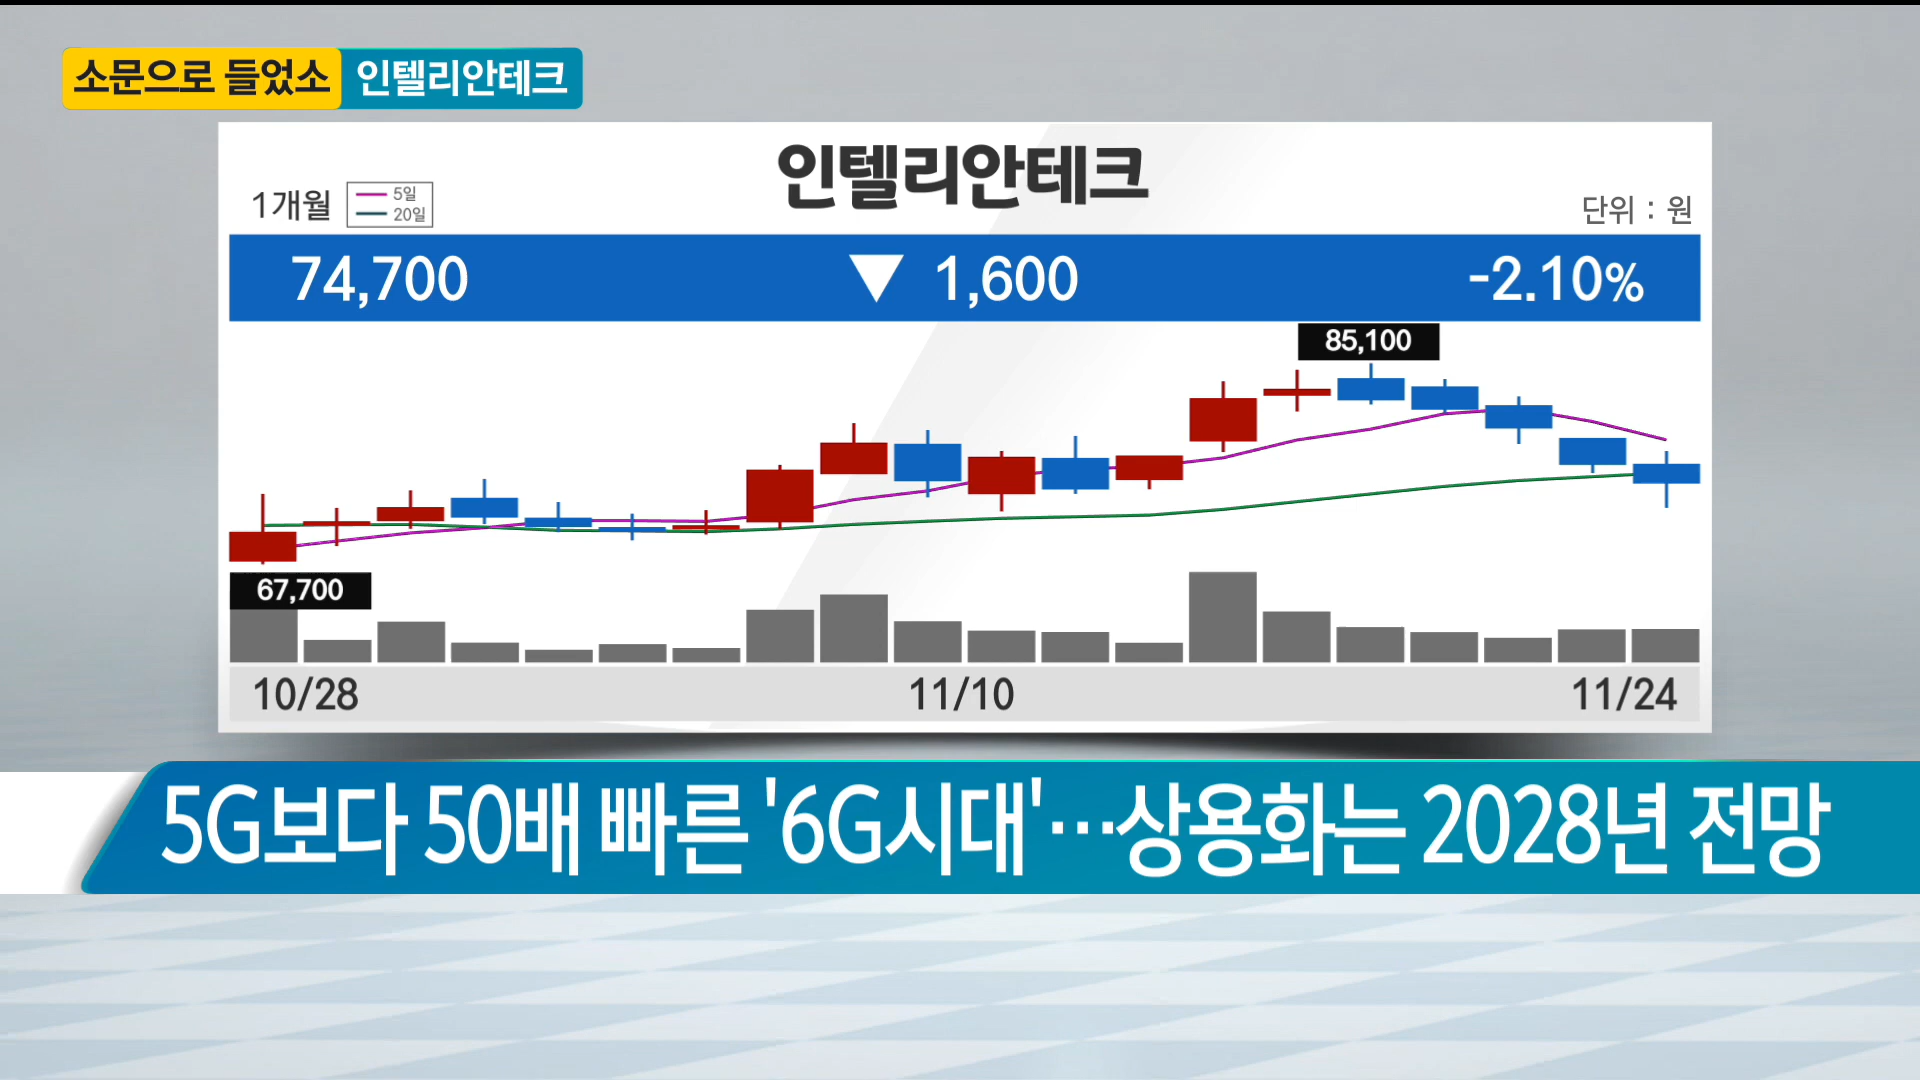 소문으로 들었소 인텔리안테크
인텔리안테크
1개월
5일
20일
단위 : 원
74,700 ▼ 1,600 -2.10%
85,100
67,700
10/28 11/10 11/24
5G보다 50배 빠른 '6G시대'…상용화는 2028년 전망